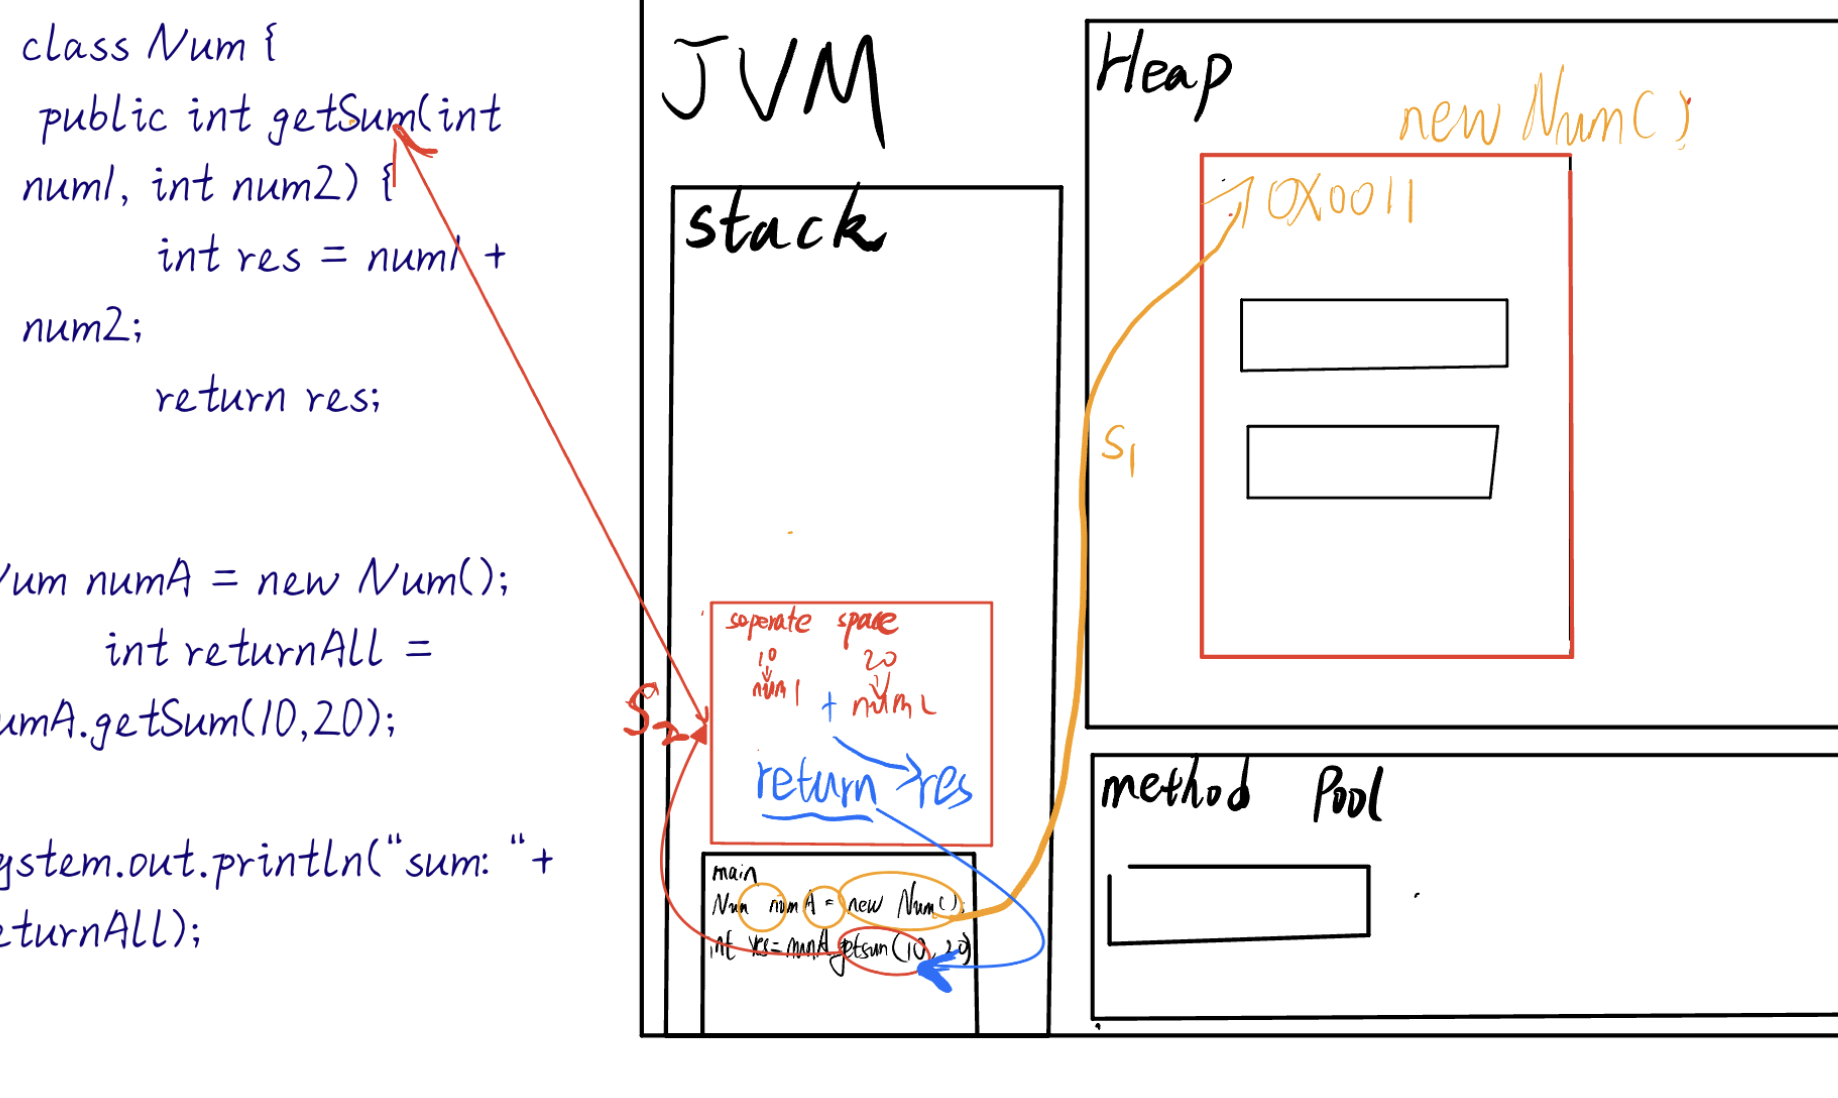 class Num {
public int getSum(int
num1, int num2) {
int res = num1 +
num2;
return res;
Num numA = new Num();
int returnAll =
numA.getSum(10,20);
ystem.out.println("sum: "+
eturnAll);
JVM
stack
S2
seperate space
10 20
num1 + num2
return res
main
Num numA = new Num();
int res=numA getsum(10, 20)
Heap
new Num()
0X0011
S1
method Pool